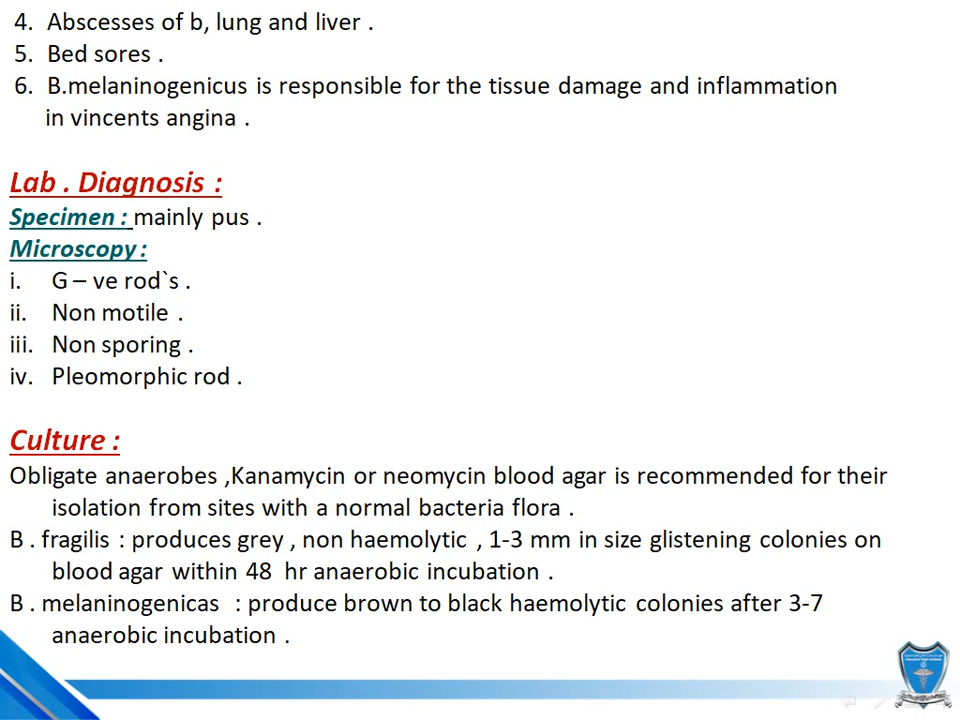 4. Abscesses of b, lung and liver .
5. Bed sores .
6. B.melaninogenicus is responsible for the tissue damage and inflammation
in vincents angina .
Lab . Diagnosis :
Specimen : mainly pus .
Microscopy :
i. G – ve rod`s .
ii. Non motile .
iii. Non sporing .
iv. Pleomorphic rod .
Culture :
Obligate anaerobes ,Kanamycin or neomycin blood agar is recommended for their
isolation from sites with a normal bacteria flora .
B . fragilis : produces grey , non haemolytic , 1-3 mm in size glistening colonies on
blood agar within 48 hr anaerobic incubation .
B . melaninogenicas : produce brown to black haemolytic colonies after 3-7
anaerobic incubation .